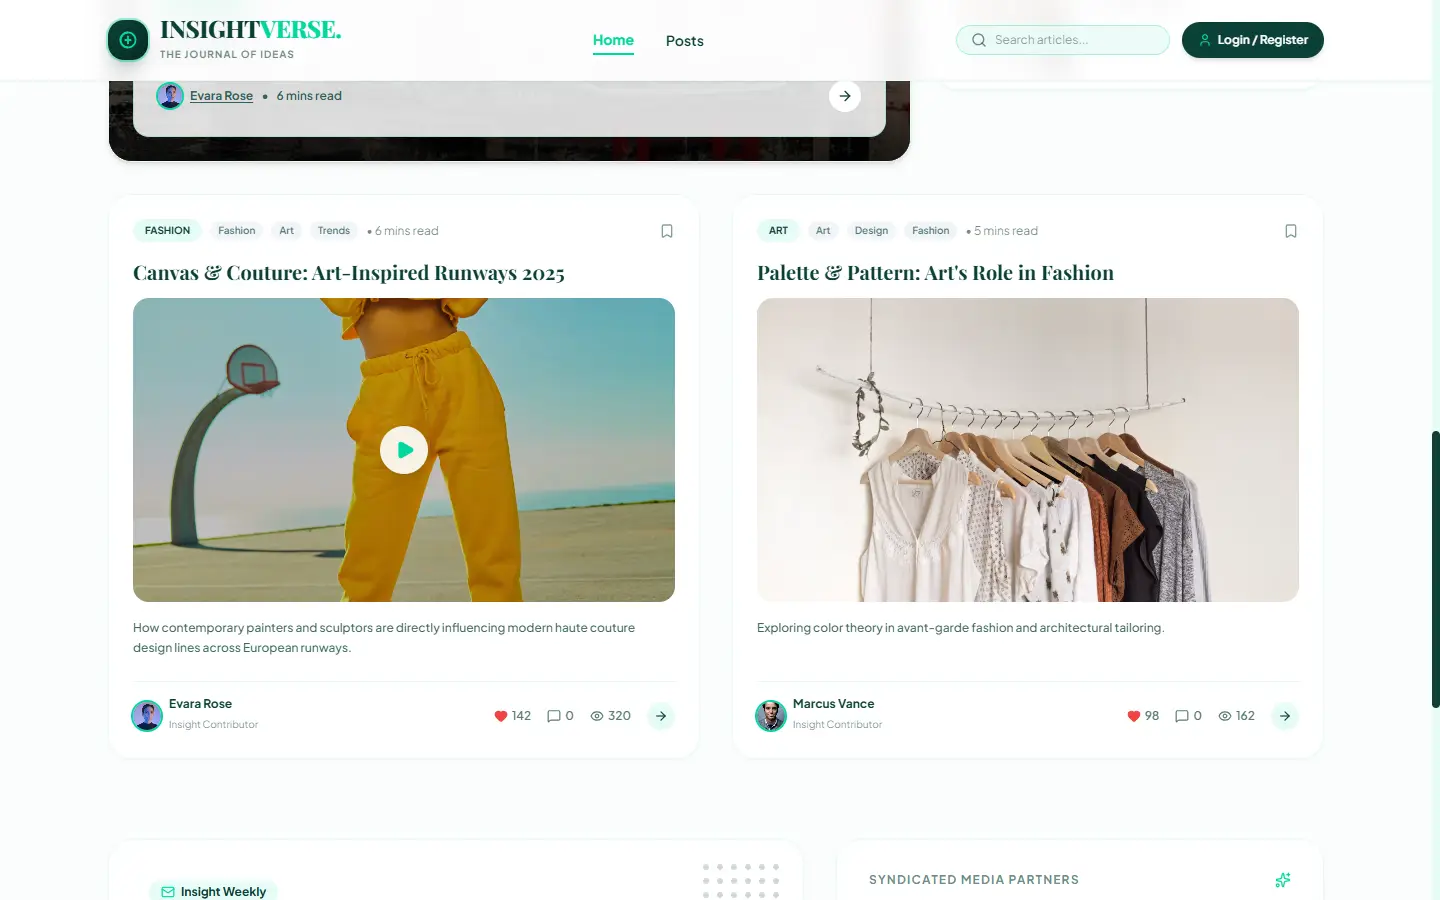 INSIGHTVERSE.
THE JOURNAL OF IDEAS
Home
Posts
Search articles...
Login / Register
Evara Rose • 6 mins read
FASHION Fashion Art Trends • 6 mins read
Canvas & Couture: Art-Inspired Runways 2025
How contemporary painters and sculptors are directly influencing modern haute couture
design lines across European runways.
Evara Rose
Insight Contributor
142 0 320
ART Art Design Fashion • 5 mins read
Palette & Pattern: Art's Role in Fashion
Exploring color theory in avant-garde fashion and architectural tailoring.
Marcus Vance
Insight Contributor
98 0 162
Insight Weekly
SYNDICATED MEDIA PARTNERS